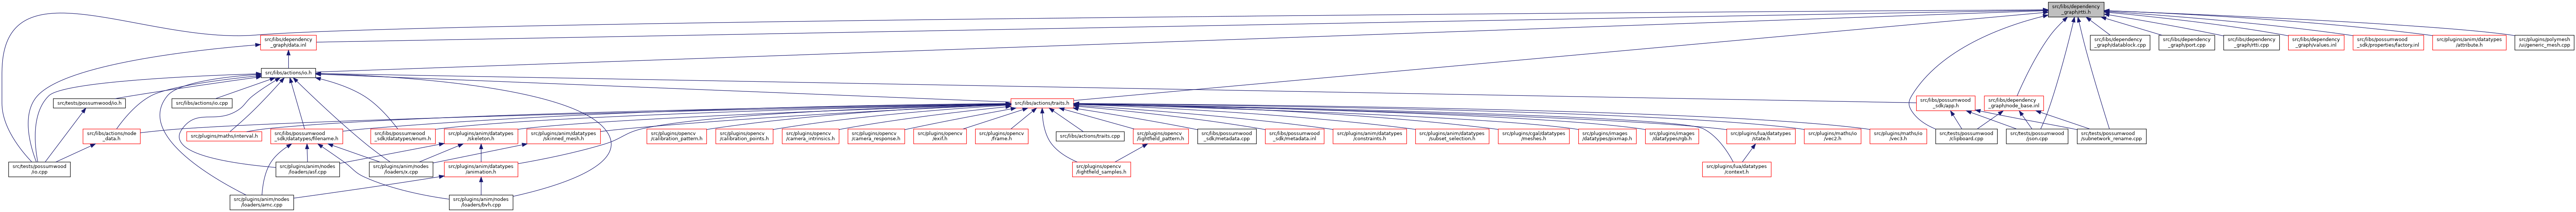 src/libs/dependency
_graph/rtti.h
src/libs/dependency
_graph/data.inl
src/libs/dependency
_graph/datablock.cpp
src/libs/dependency
_graph/port.cpp
src/libs/dependency
_graph/rtti.cpp
src/libs/dependency
_graph/values.inl
src/libs/possumwood
_sdk/properties/factory.inl
src/plugins/anim/datatypes
/attribute.h
src/plugins/polymesh
/uz/generic_mesh.cpp
src/libs/actions/io.h
src/tests/possumwood/io.h
src/libs/actions/io.cpp
src/libs/actions/traits.h
src/libs/possumwood
_sdk/app.h
src/libs/dependency
_graph/node_base.inl
src/libs/actions/node
_data.h
src/plugins/maths/interval.h
src/libs/possumwood
_sdk/datatypes/filename.h
src/libs/possumwood
_sdk/datatypes/enum.h
src/plugins/anim/datatypes
/skeleton.h
src/plugins/anim/datatypes
/skinned_mesh.h
src/plugins/opencv
/calibration_pattern.h
src/plugins/opencv
/calibration_points.h
src/plugins/opencv
/camera_intrinsics.h
src/plugins/opencv
/camera_response.h
src/plugins/opencv
/exif.h
src/plugins/opencv
/frame.h
src/libs/actions/traits.cpp
src/plugins/opencv
/lightfield_pattern.h
src/libs/possumwood
_sdk/metadata.cpp
src/libs/possumwood
_sdk/metadata.inl
src/plugins/anim/datatypes
/constraints.h
src/plugins/anim/datatypes
/subset_selection.h
src/plugins/cgal/datatypes
/meshes.h
src/plugins/images
/datatypes/pixmap.h
src/plugins/images
/datatypes/rgb.h
src/plugins/lua/datatypes
/state.h
src/plugins/maths/io
/vec2.h
src/plugins/maths/io
/vec3.h
src/tests/possumwood
/clipboard.cpp
src/tests/possumwood
/json.cpp
src/tests/possumwood
/subnetwork_rename.cpp
src/tests/possumwood
/io.cpp
src/plugins/anim/nodes
/loaders/asf.cpp
src/plugins/anim/nodes
/loaders/x.cpp
src/plugins/anim/datatypes
/animation.h
src/plugins/opencv
/lightfield_samples.h
src/plugins/lua/datatypes
/context.h
src/plugins/anim/nodes
/loaders/amc.cpp
src/plugins/anim/nodes
/loaders/bvh.cpp